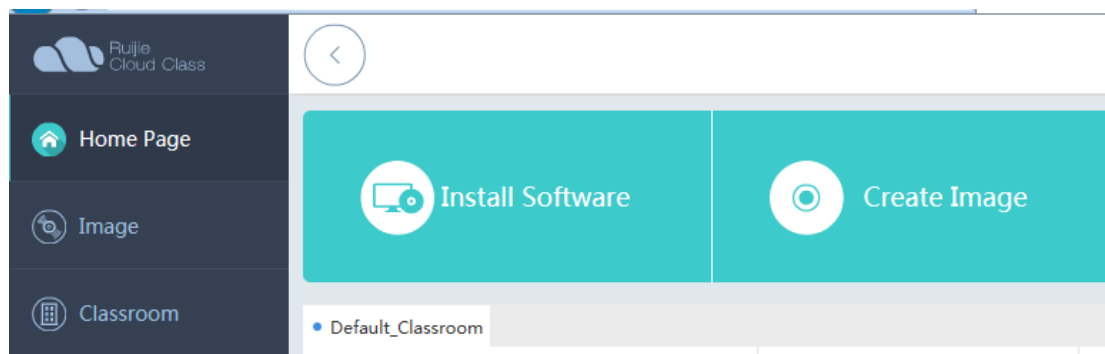 Ruijie
Cloud Class
Home Page
Install Software
Create Image
Image
Classroom
Default_Classroom